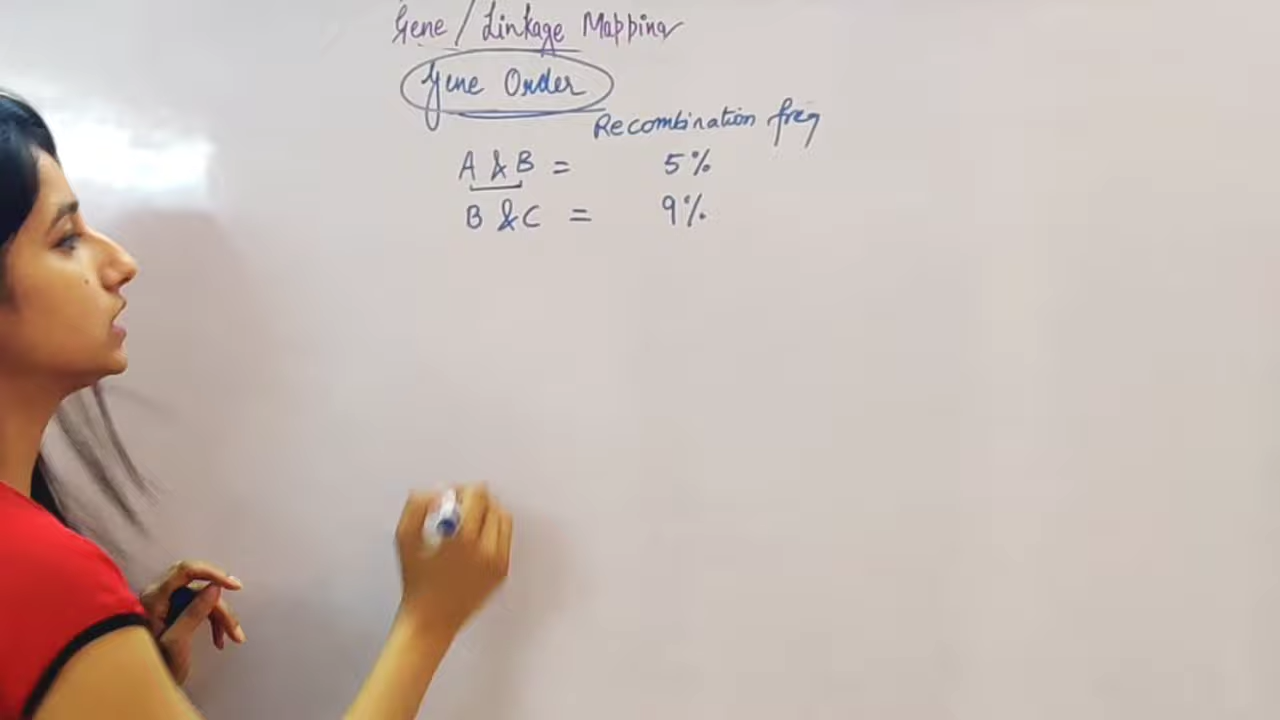 Gene / Linkage Mapping
Gene Order
Recombination freq
A & B = 5%
B & C = 9%